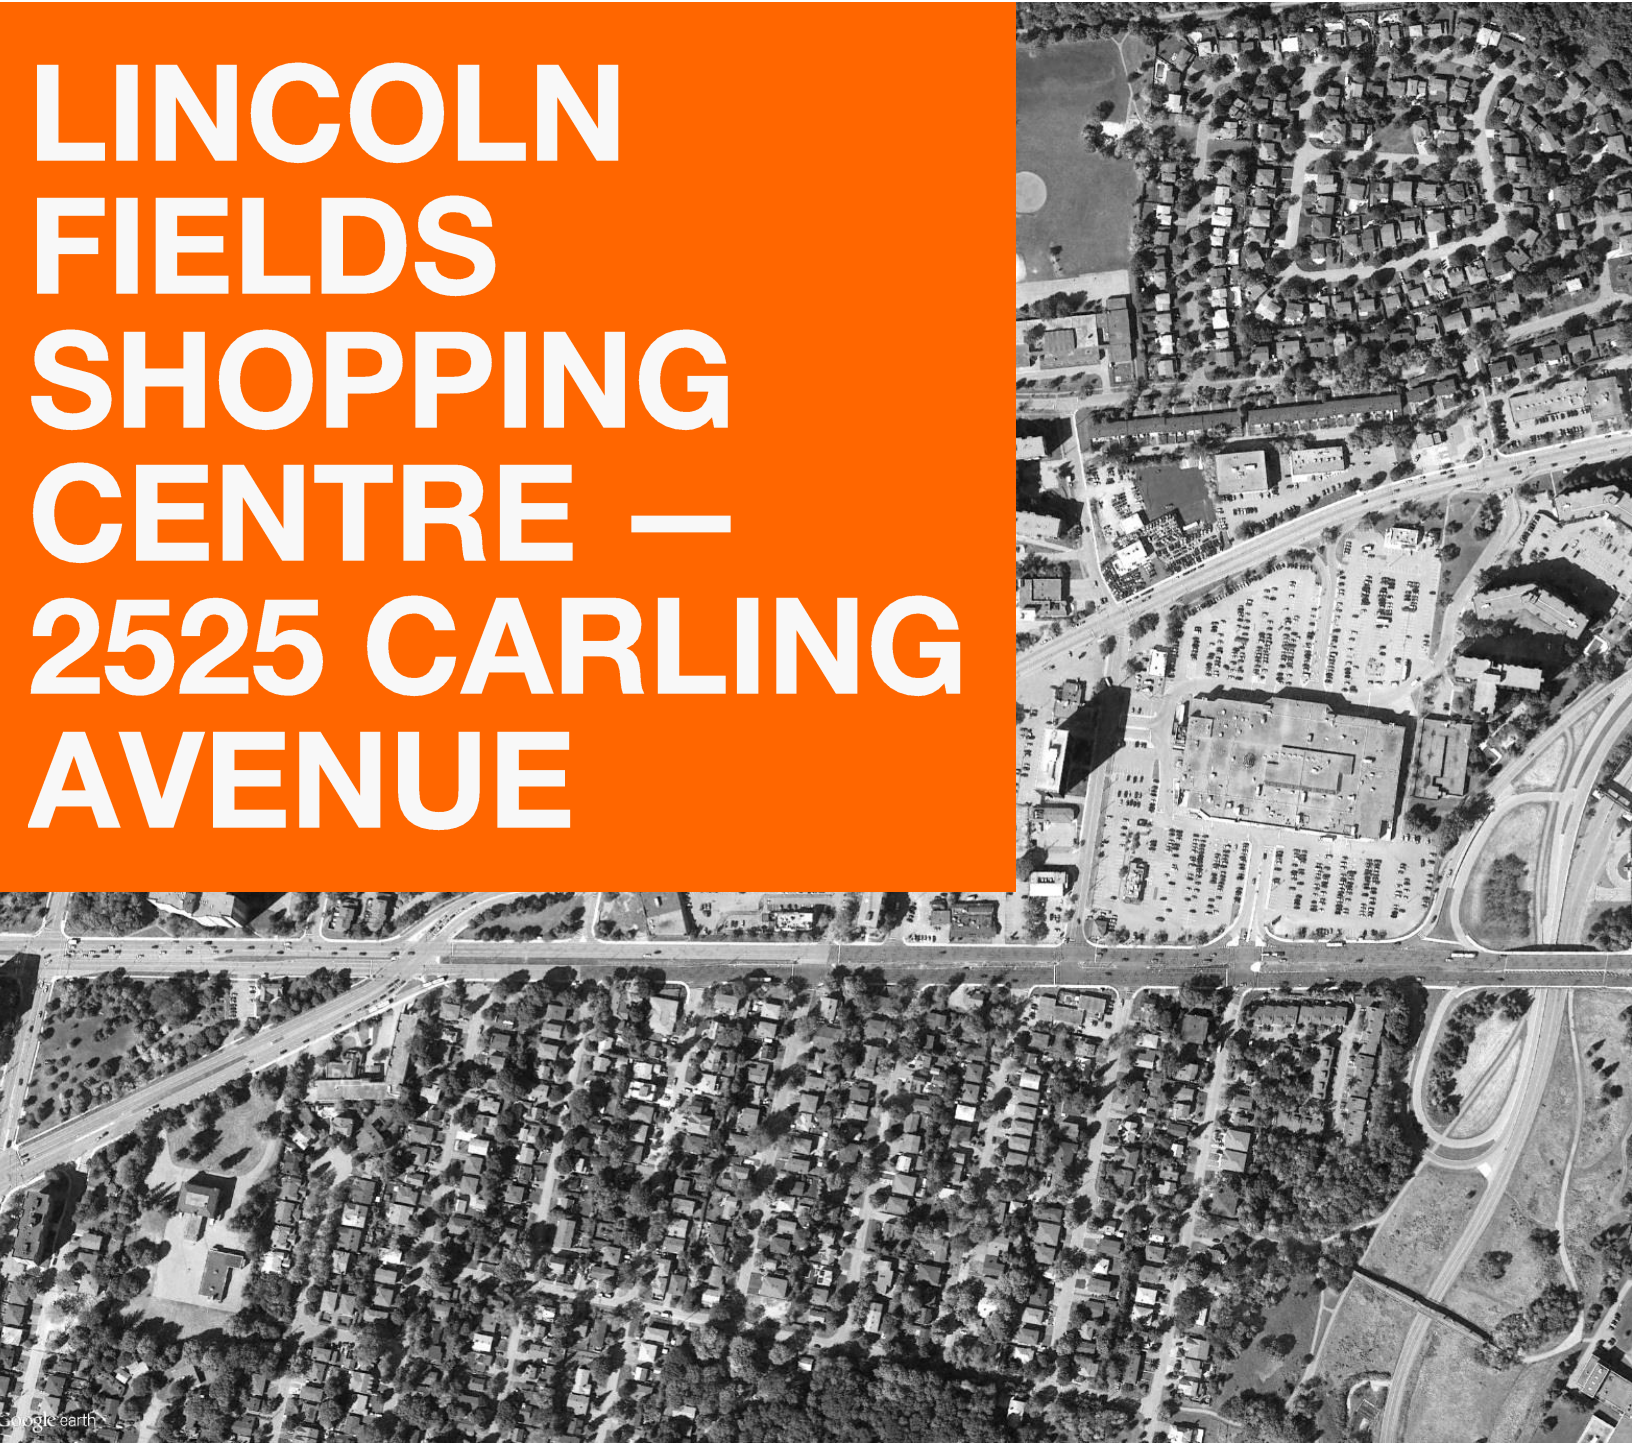 LINCOLN
FIELDS
SHOPPING
CENTRE —
2525 CARLING
AVENUE
Google earth